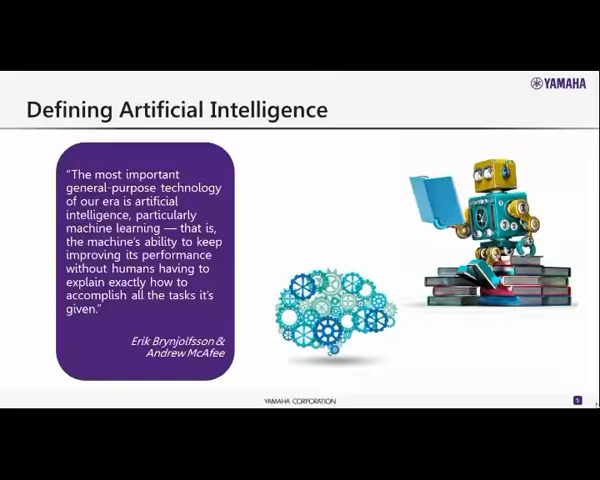 YAMAHA
Defining Artificial Intelligence
“The most important
general-purpose technology
of our era is artificial
intelligence, particularly
machine learning — that is,
the machine’s ability to keep
improving its performance
without humans having to
explain exactly how to
accomplish all the tasks it’s
given.”
Erik Brynjolfsson &
Andrew McAfee
YAMAHA CORPORATION
5